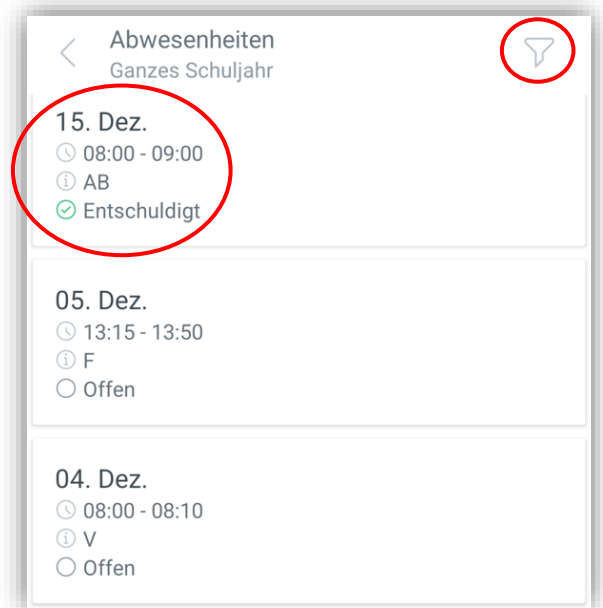 Abwesenheiten
Ganzes Schuljahr
15. Dez.
08:00 - 09:00
AB
Entschuldigt
05. Dez.
13:15 - 13:50
F
Offen
04. Dez.
08:00 - 08:10
V
Offen